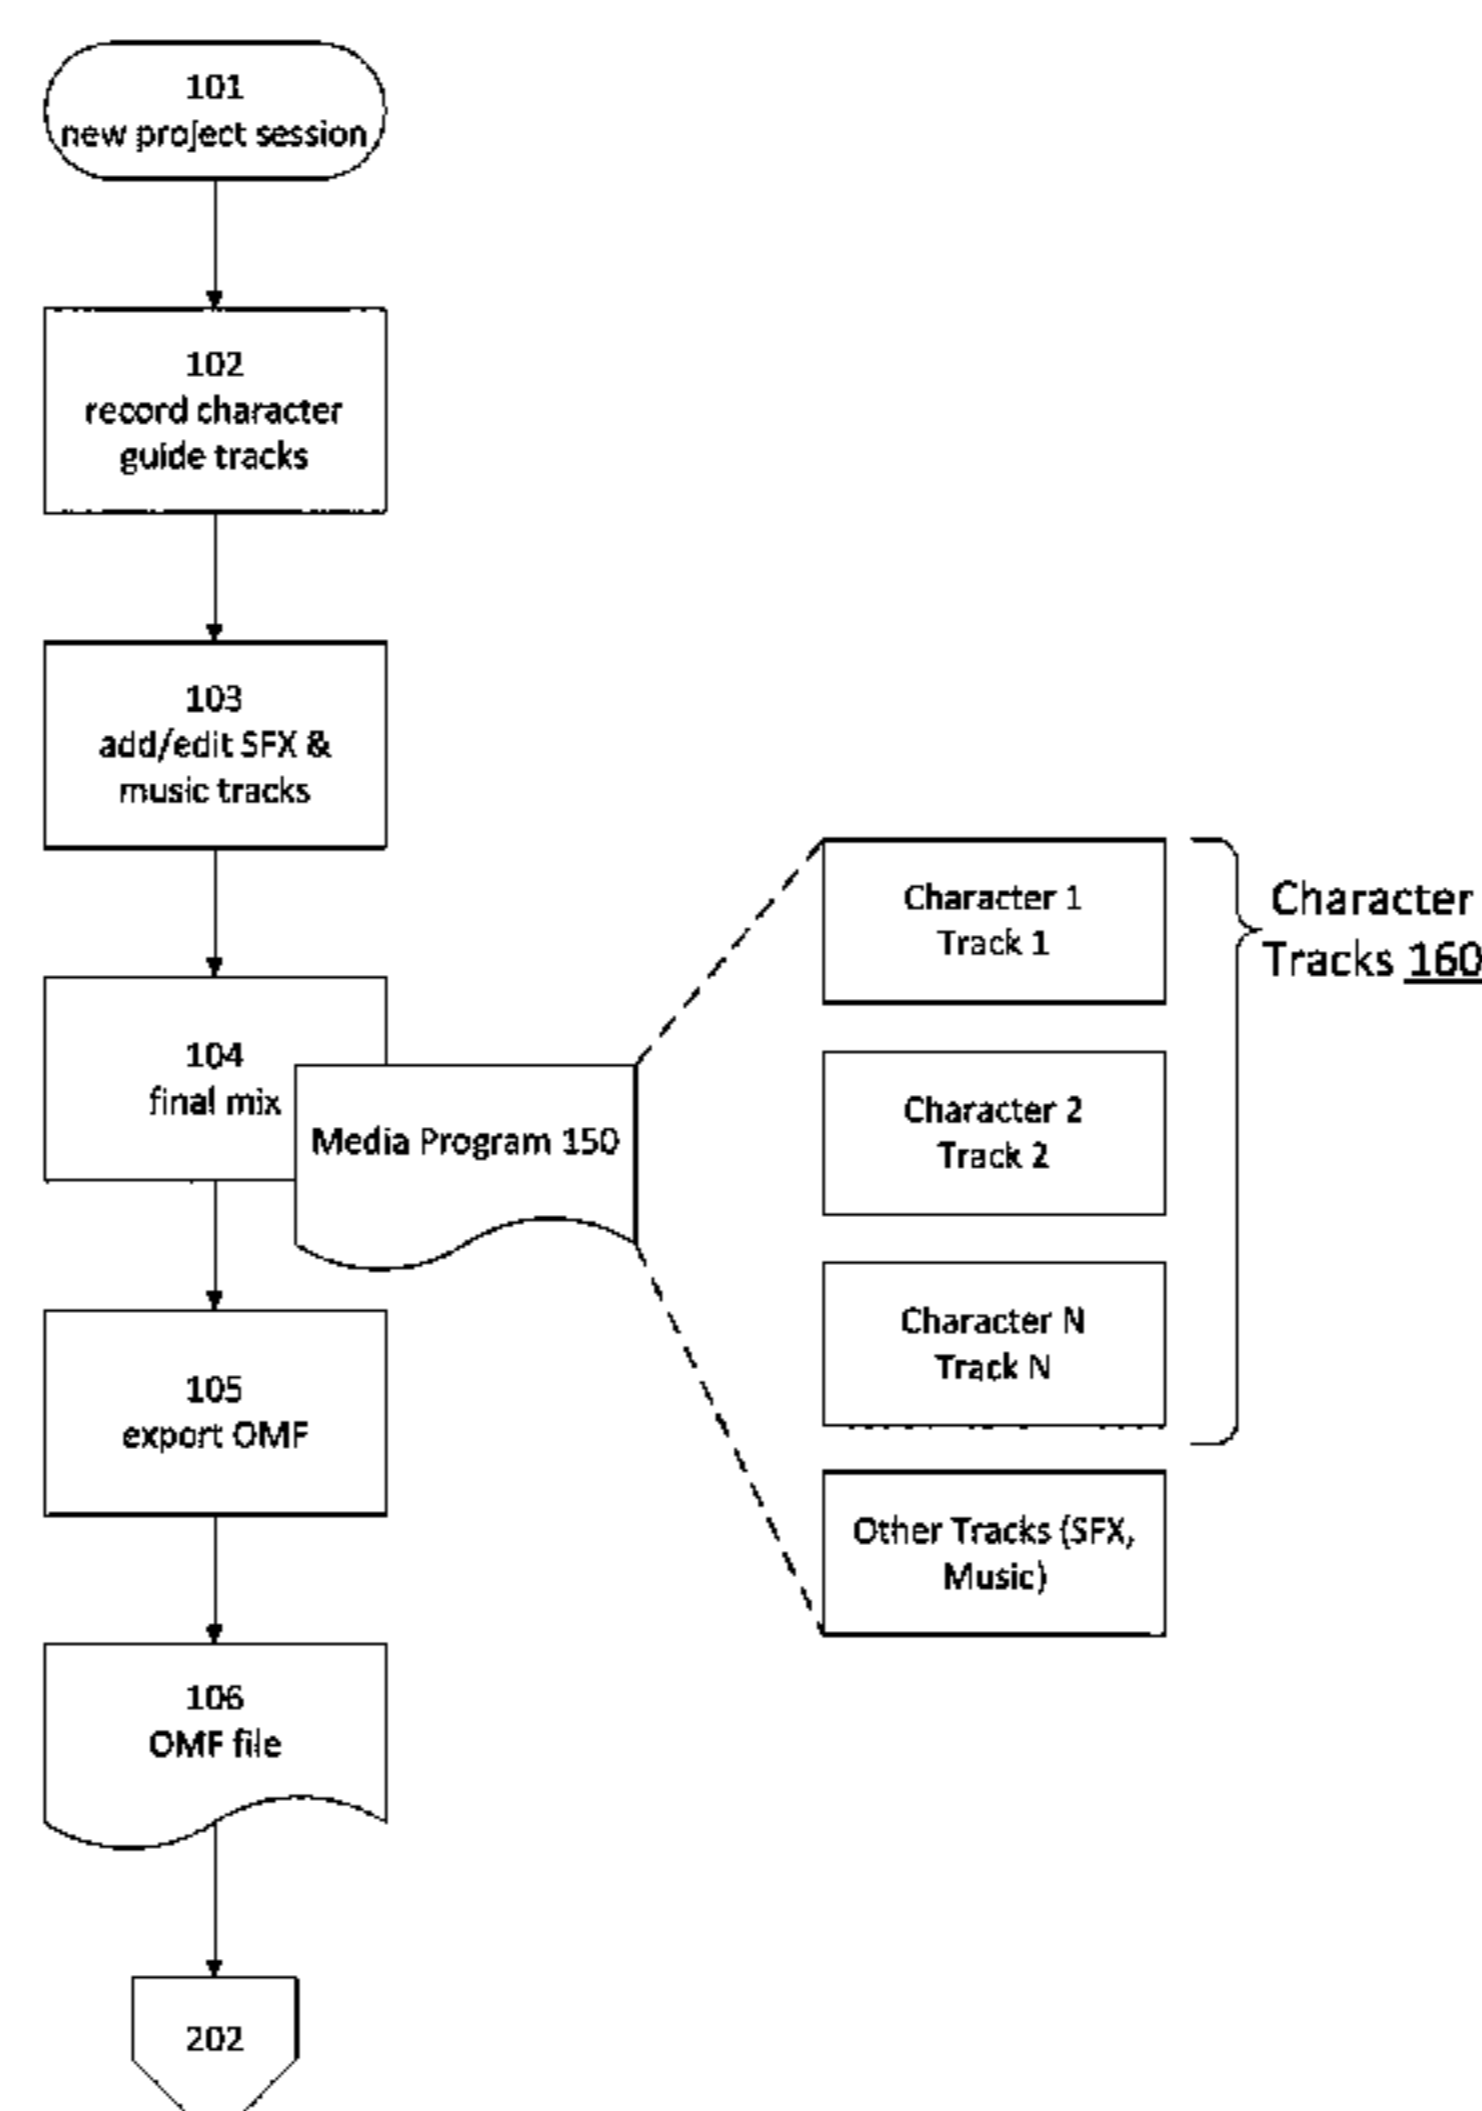 101
new project session
102
record character
guide tracks
103
add/edit SFX &
music tracks
104
final mix
Media Program 150
105
export OMF
106
OMF file
202
Character 1
Track 1
Character 2
Track 2
Character N
Track N
Other Tracks (SFX,
Music)
Character
Tracks 160